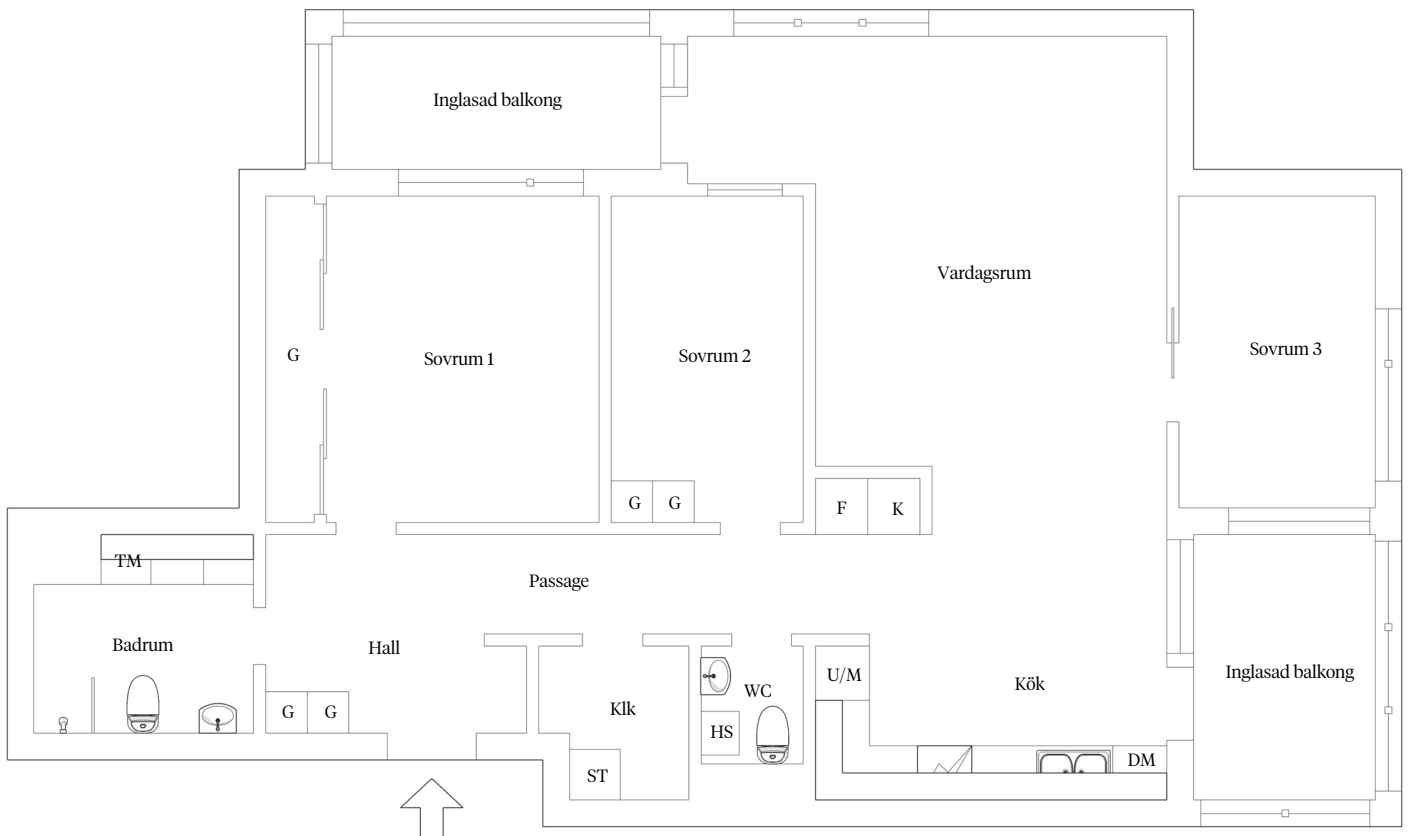 Inglasad balkong
Vardagsrum
G
Sovrum 1
Sovrum 2
Sovrum 3
G
G
F
K
TM
Passage
Badrum
Hall
U/M
WC
Kök
Inglasad balkong
G
G
Klk
HS
ST
DM